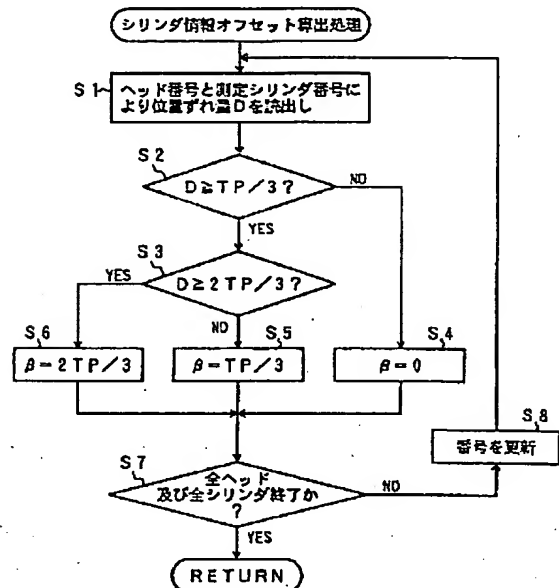 シリンダ情報オフセット算出処理
S1
ヘッド番号と測定シリンダ番号に
より位置ずれ量Dを読出し
S2
D≧TP/3?
NO
YES
S3
YES
D≧2TP/3?
NO
S6
β=2TP/3
S5
β=TP/3
S4
β=0
S8
番号を更新
S7
全ヘッド
及び全シリンダ終了か
?
NO
YES
RETURN